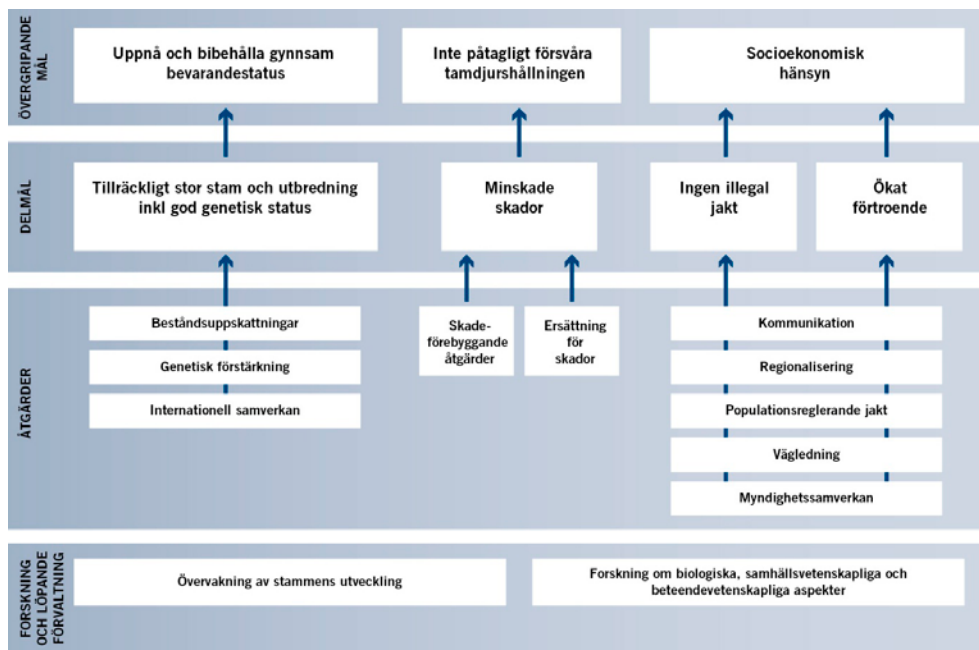 ÖVERGRIPANDE
MÅL
Uppnå och bibehålla gynnsam
bevarandestatus
Inte påtagligt försvåra
tamdjurshållningen
Socioekonomisk
hänsyn
DELMÅL
Tillräckligt stor stam och utbredning
inkl god genetisk status
Minskade
skador
Ingen illegal
jakt
Ökat
förtroende
ÅTGÄRDER
Beståndsuppskattningar
Genetisk förstärkning
Internationell samverkan
Skade-
förebyggande
åtgärder
Ersättning
för
skador
Kommunikation
Regionalisering
Populationsreglerande jakt
Vägledning
Myndighetssamverkan
FORSKNING
OCH LÖPANDE
FÖRVALTNING
Övervakning av stammens utveckling
Forskning om biologiska, samhällsvetenskapliga och
beteendevetenskapliga aspekter